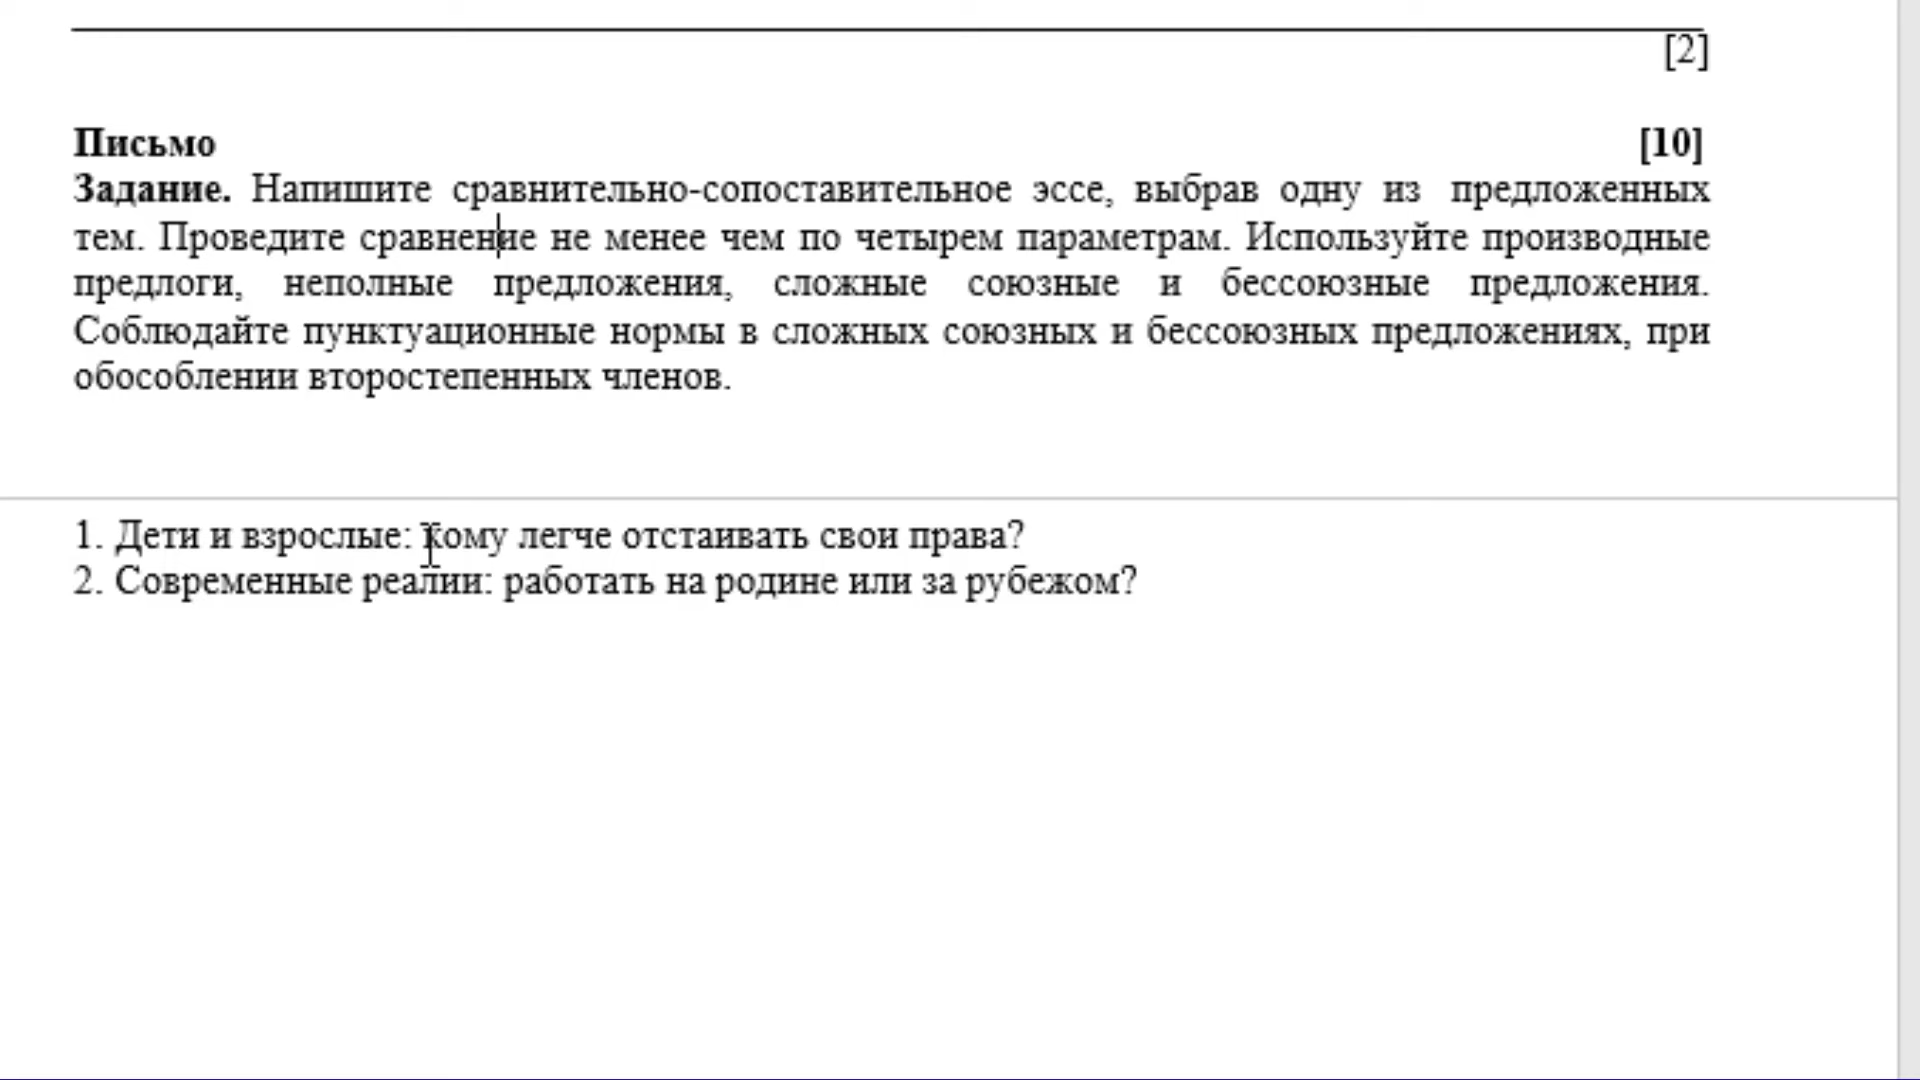 [2]
Письмо [10]
Задание. Напишите сравнительно-сопоставительное эссе, выбрав одну из предложенных
тем. Проведите сравнение не менее чем по четырем параметрам. Используйте производные
предлоги, неполные предложения, сложные союзные и бессоюзные предложения.
Соблюдайте пунктуационные нормы в сложных союзных и бессоюзных предложениях, при
обособлении второстепенных членов.
1. Дети и взрослые: кому легче отстаивать свои права?
2. Современные реалии: работать на родине или за рубежом?